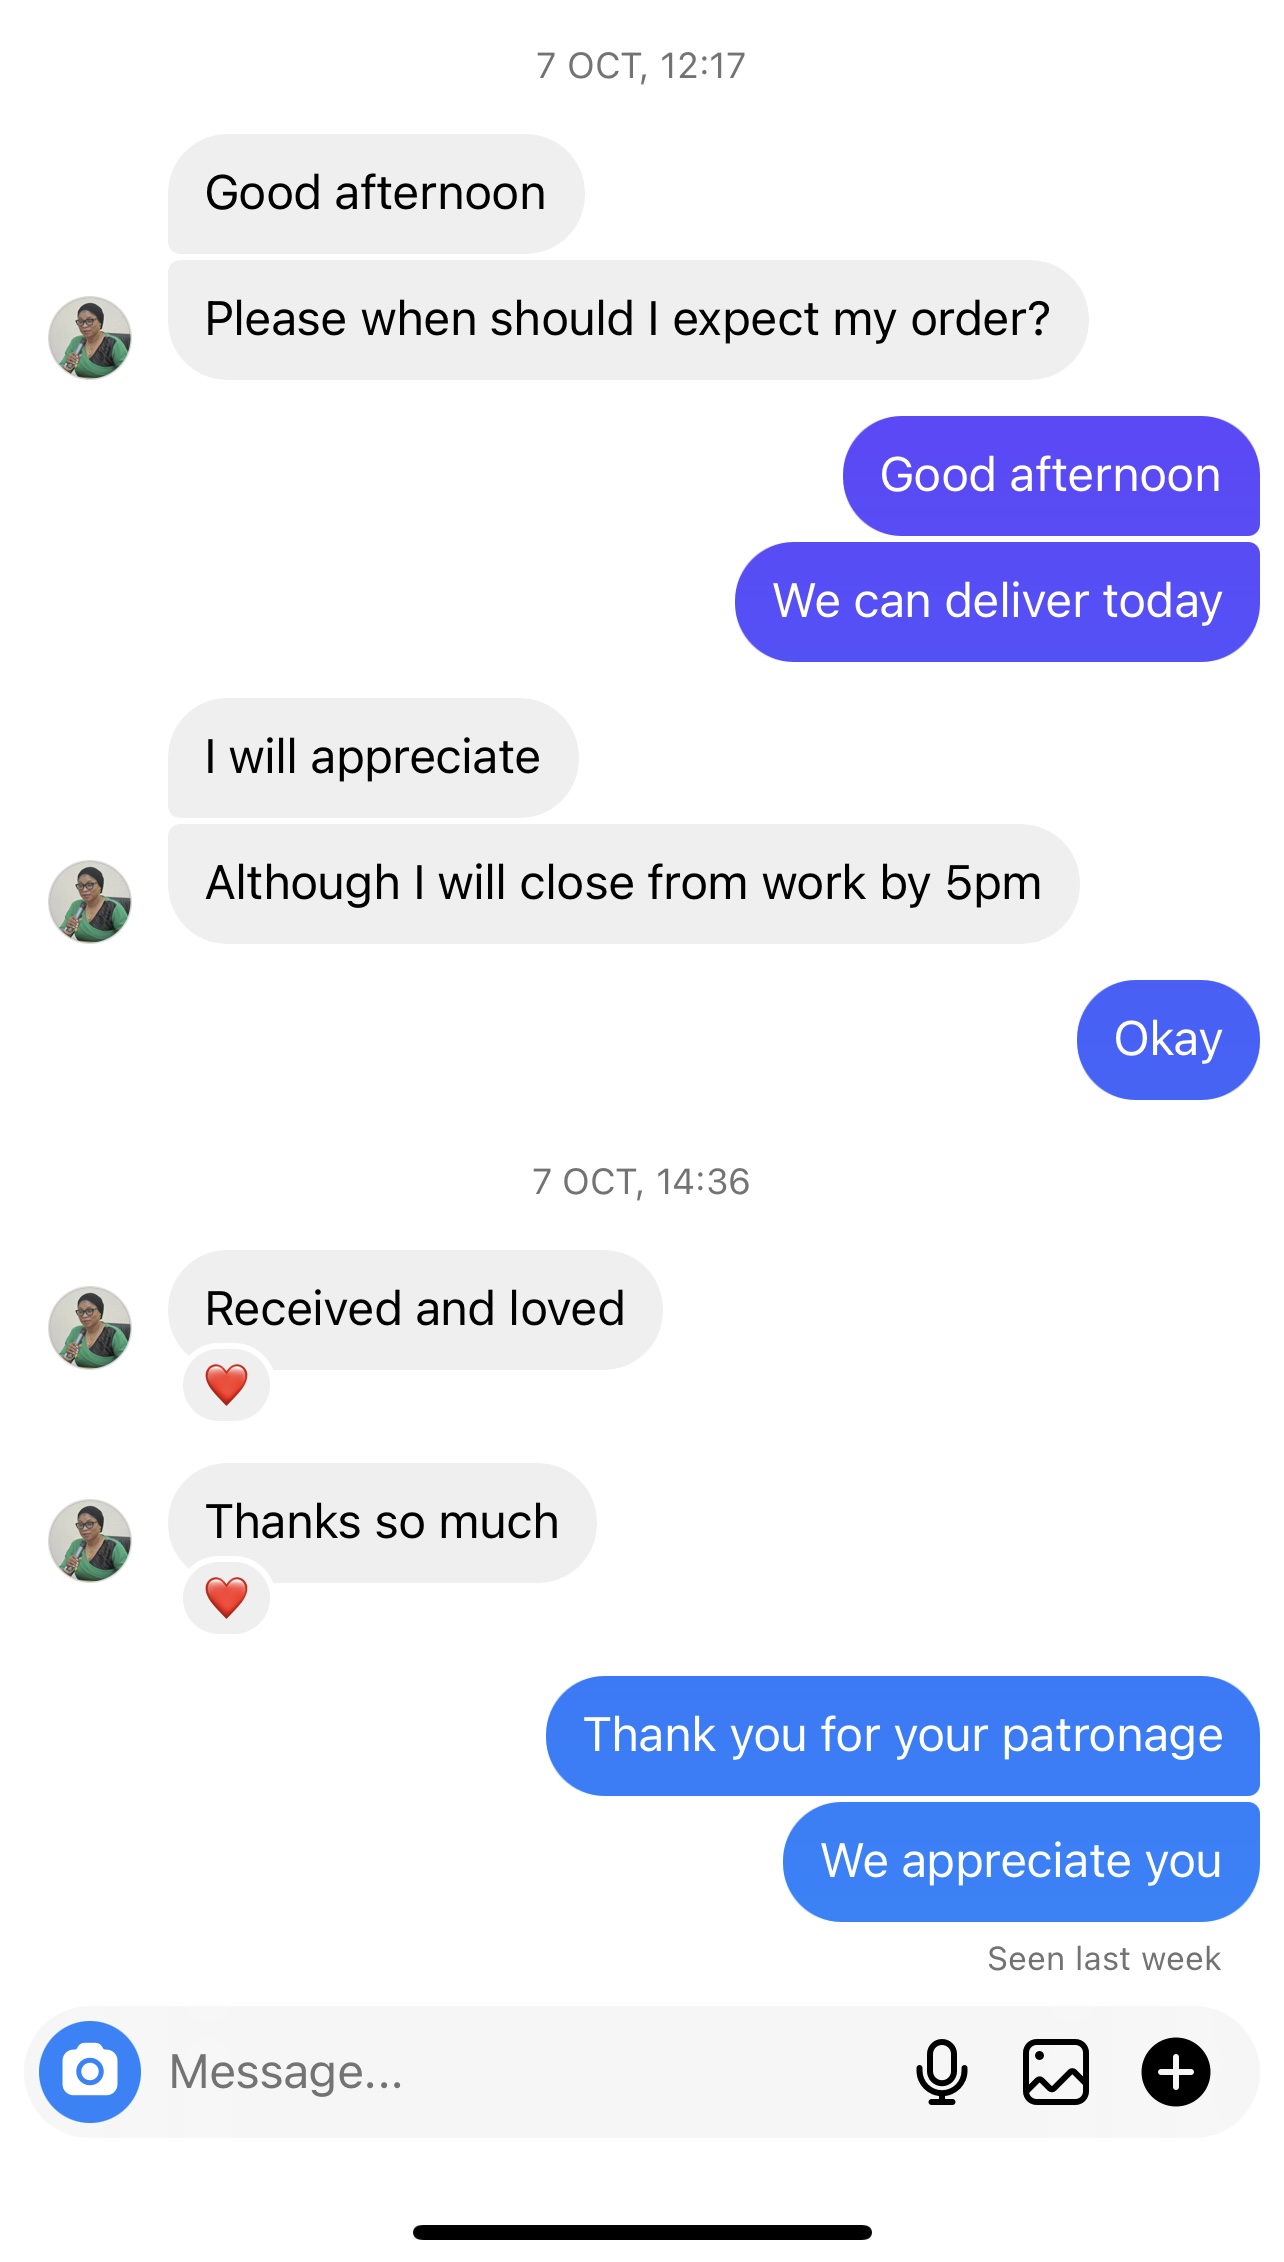 7 OCT, 12:17
Good afternoon
Please when should I expect my order?
Good afternoon
We can deliver today
I will appreciate
Although I will close from work by 5pm
Okay
7 OCT, 14:36
Received and loved
Thanks so much
Thank you for your patronage
We appreciate you
Seen last week
Message...